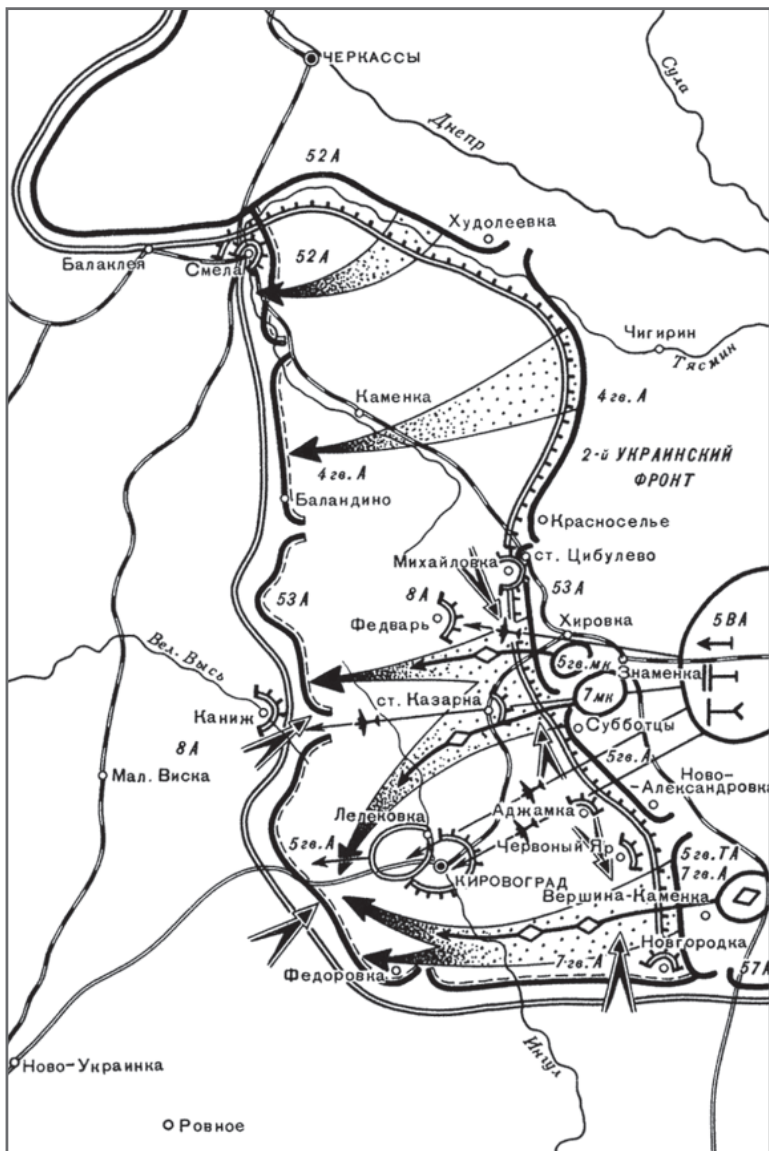 ЧЕРКАССЫ
Сула
Днепр
52 А
Худолеевка
Балаклея
52 А
Смела
Чигирин
Тясмин
Каменка
4 гв. А
2-й УКРАИНСКИЙ
ФРОНТ
4 гв. А
Баландино
Красноселье
Михайловка
ст. Цибулево
53 А
8 А
53 А
Хировка
5 ВА
Федварь
Вел. Высь
5 гв. мк
Знаменка
7 мк
ст. Казарна
Каниж
Субботцы
8 А
5 гв. А
Мал. Виска
Ново-
Александровка
Аджамка
Лелековка
5 гв. А
Червоный Яр
5 гв. ТА
7 гв. А
КИРОВОГРАД
Вершина-Каменка
Новгородка
7 гв. А
57 А
Федоровка
Ингул
Ново-Украинка
Ровное